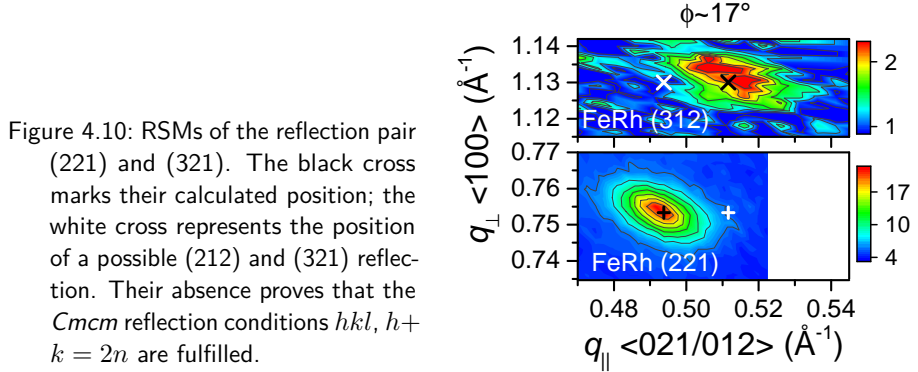 Figure 4.10: RSMs of the reflection pair
(221) and (321). The black cross
marks their calculated position; the
white cross represents the position
of a possible (212) and (321) reflec-
tion. Their absence proves that the
Cmcm reflection conditions hkl, h+
k = 2n are fulfilled.
ϕ~17°
1.14
1.13
1.12
FeRh (312)
2
1
0.77
0.76
0.75
0.74
FeRh (221)
17
10
4
0.48 0.50 0.52 0.54
q⊥ <100> (Å⁻¹)
q|| <021/012> (Å⁻¹)